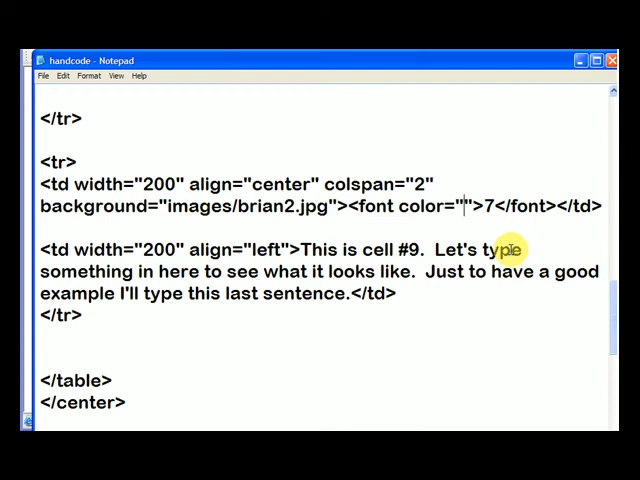 handcode - Notepad
File Edit Format View Help
</tr>
<tr>
<td width="200" align="center" colspan="2"
background="images/brian2.jpg"><font color="">7</font></td>
<td width="200" align="left">This is cell #9.  Let's type
something in here to see what it looks like.  Just to have a good
example I'll type this last sentence.</td>
</tr>
</table>
</center>